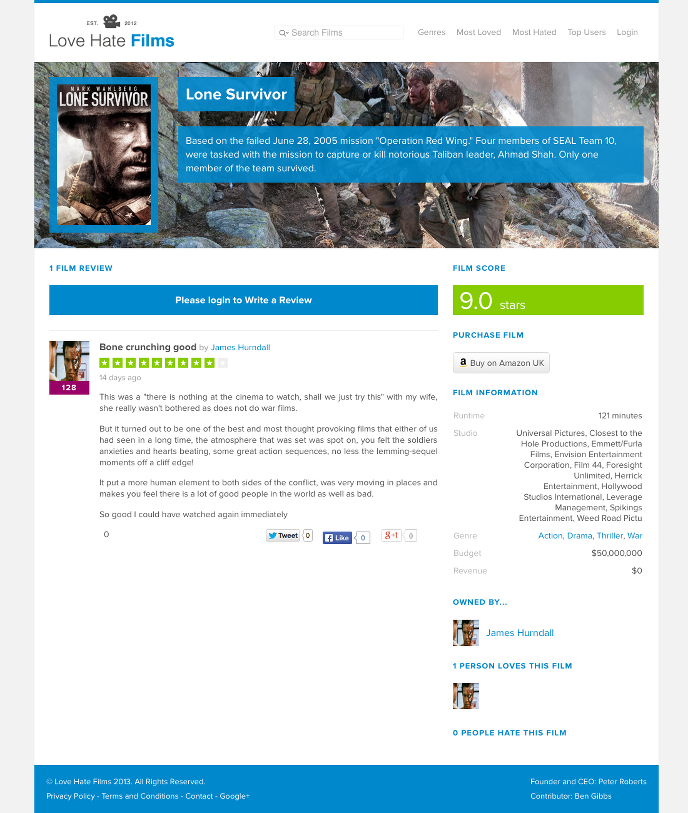 EST. 2012
Love Hate Films
Search Films
Genres Most Loved Most Hated Top Users Login
MARK WAHLBERG
LONE SURVIVOR
Lone Survivor
Based on the failed June 28, 2005 mission "Operation Red Wing." Four members of SEAL Team 10,
were tasked with the mission to capture or kill notorious Taliban leader, Ahmad Shah. Only one
member of the team survived.
1 FILM REVIEW
Please login to Write a Review
128
Bone crunching good by James Hurndall
14 days ago
This was a "there is nothing at the cinema to watch, shall we just try this" with my wife,
she really wasn't bothered as does not do war films.
But it turned out to be one of the best and most thought provoking films that either of us
had seen in a long time, the atmosphere that was set was spot on, you felt the soldiers
anxieties and hearts beating, some great action sequences, no less the lemming-sequel
moments off a cliff edge!
It put a more human element to both sides of the conflict, was very moving in places and
makes you feel there is a lot of good people in the world as well as bad.
So good I could have watched again immediately
0
Tweet 0
Like 0
g+1 0
FILM SCORE
9.0 stars
PURCHASE FILM
a Buy on Amazon UK
FILM INFORMATION
Runtime 121 minutes
Studio Universal Pictures, Closest to the
Hole Productions, Emmett/Furla
Films, Envision Entertainment
Corporation, Film 44, Foresight
Unlimited, Herrick
Entertainment, Hollywood
Studios International, Leverage
Management, Spikings
Entertainment, Weed Road Pictu
Genre Action, Drama, Thriller, War
Budget $50,000,000
Revenue $0
OWNED BY...
James Hurndall
1 PERSON LOVES THIS FILM
0 PEOPLE HATE THIS FILM
© Love Hate Films 2013. All Rights Reserved.
Privacy Policy - Terms and Conditions - Contact - Google+
Founder and CEO: Peter Roberts
Contributor: Ben Gibbs